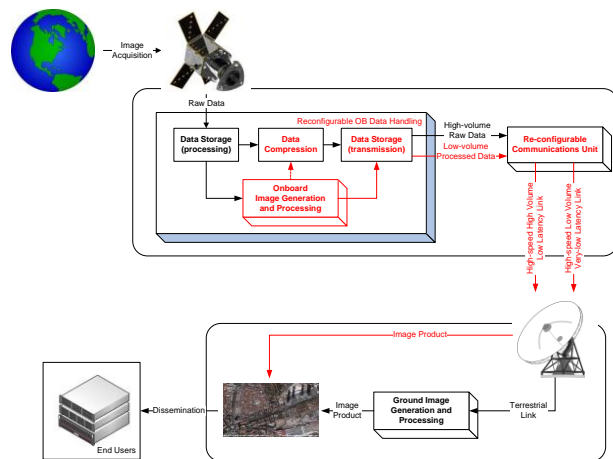 Image
Acquisition
Raw Data
Reconfigurable OB Data Handling
Data Storage
(processing)
Data
Compression
Data Storage
(transmission)
High-volume
Raw Data
Low-volume
Processed Data
Re-configurable
Communications Unit
Onboard
Image Generation
and Processing
High-speed High Volume
Low Latency Link
High-speed Low Volume
Very-low Latency Link
Image Product
Dissemination
Image
Product
Ground Image
Generation and
Processing
Terrestrial
Link
End Users